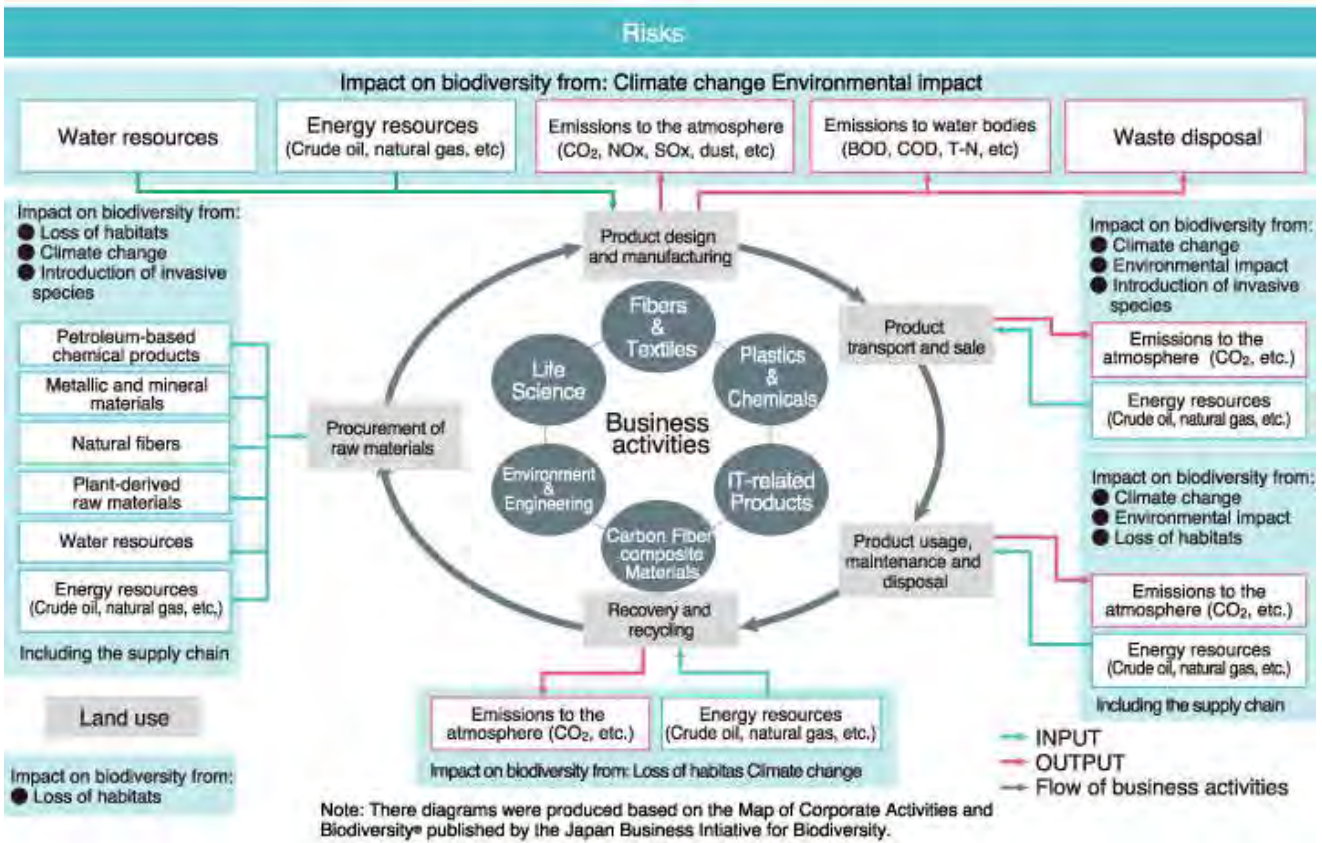 Risks
Impact on biodiversity from: Climate change Environmental impact
Water resources
Energy resources
(Crude oil, natural gas, etc)
Emissions to the atmosphere
(CO₂, NOx, SOx, dust, etc)
Emissions to water bodies
(BOD, COD, T-N, etc)
Waste disposal
Impact on biodiversity from:
● Loss of habitats
● Climate change
● Introduction of invasive
species
Petroleum-based
chemical products
Metallic and mineral
materials
Natural fibers
Plant-derived
raw materials
Water resources
Energy resources
(Crude oil, natural gas, etc.)
Including the supply chain
Land use
Impact on biodiversity from:
● Loss of habitats
Procurement of
raw materials
Product design
and manufacturing
Fibers
&
Textiles
Life
Science
Plastics
&
Chemicals
Business
activities
Environment
&
Engineering
IT-related
Products
Carbon Fiber
composite
Materials
Recovery and
recycling
Product
transport and sale
Product usage,
maintenance and
disposal
Impact on biodiversity from:
● Climate change
● Environmental impact
● Introduction of invasive
species
Emissions to the
atmosphere (CO₂, etc.)
Energy resources
(Crude oil, natural gas, etc.)
Impact on biodiversity from:
● Climate change
● Environmental impact
● Loss of habitats
Emissions to the
atmosphere (CO₂, etc.)
Energy resources
(Crude oil, natural gas, etc.)
Including the supply chain
Emissions to the
atmosphere (CO₂, etc.)
Energy resources
(Crude oil, natural gas, etc.)
Impact on biodiversity from: Loss of habitas Climate change
INPUT
OUTPUT
Flow of business activities
Note: There diagrams were produced based on the Map of Corporate Activities and
Biodiversity® published by the Japan Business Intiative for Biodiversity.